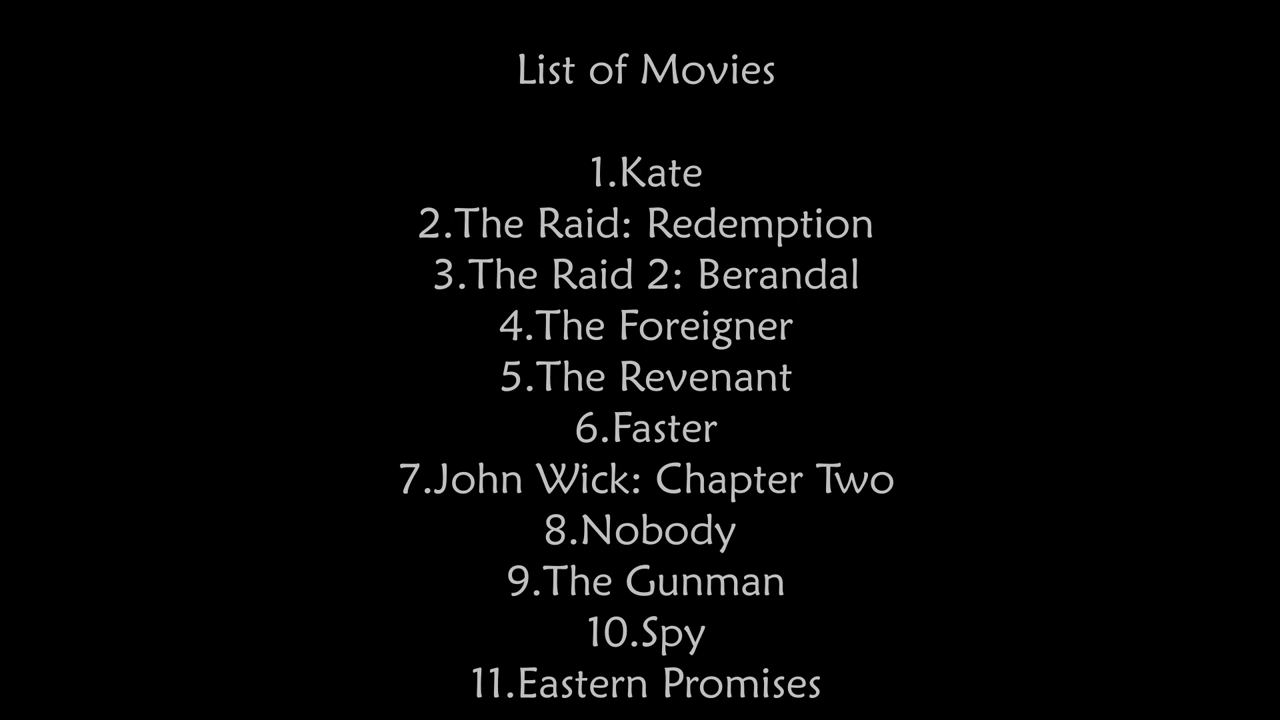 List of Movies
1.Kate
2.The Raid: Redemption
3.The Raid 2: Berandal
4.The Foreigner
5.The Revenant
6.Faster
7.John Wick: Chapter Two
8.Nobody
9.The Gunman
10.Spy
11.Eastern Promises